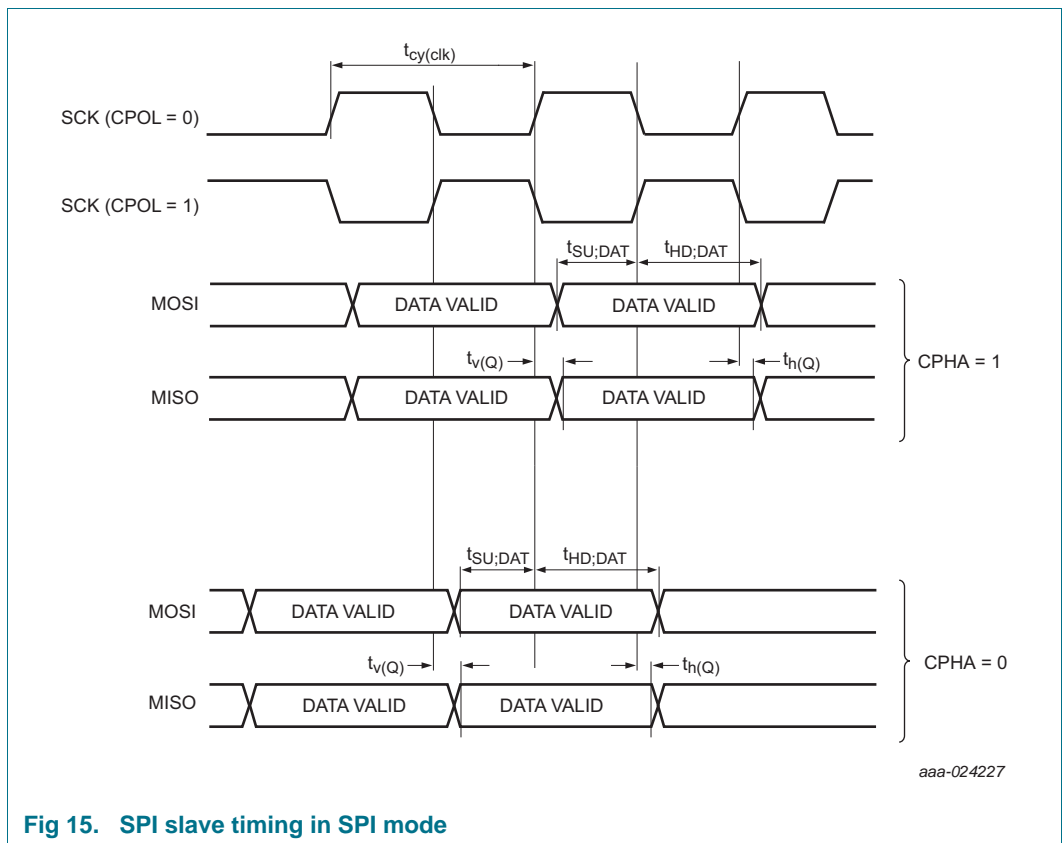 tcy(clk)
SCK (CPOL = 0)
SCK (CPOL = 1)
tSU;DAT tHD;DAT
MOSI DATA VALID DATA VALID
tv(Q) th(Q)
CPHA = 1
MISO DATA VALID DATA VALID
tSU;DAT tHD;DAT
MOSI DATA VALID DATA VALID
tv(Q) th(Q)
CPHA = 0
MISO DATA VALID DATA VALID
aaa-024227
Fig 15. SPI slave timing in SPI mode